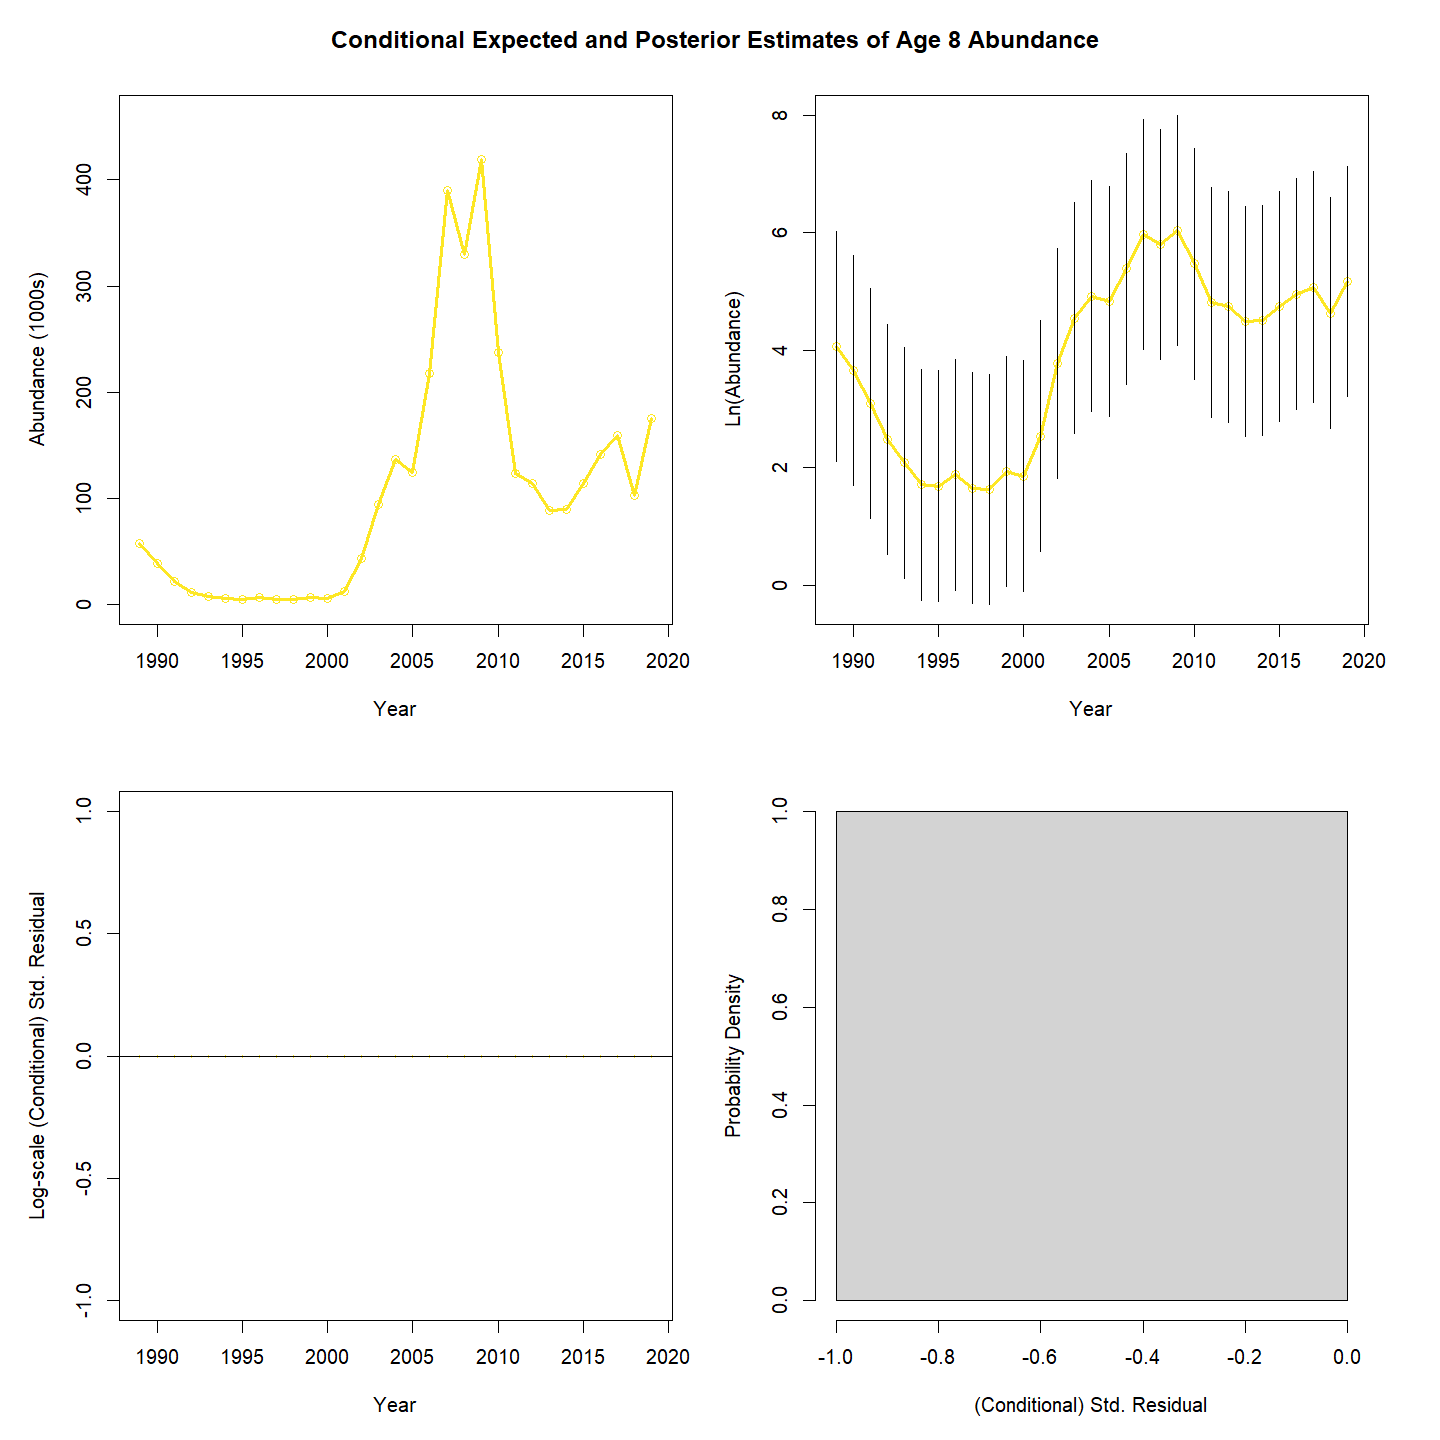 Conditional Expected and Posterior Estimates of Age 8 Abundance
Abundance (1000s)
400
300
200
100
0
1990 1995 2000 2005 2010 2015 2020
Year
Ln(Abundance)
8
6
4
2
0
1990 1995 2000 2005 2010 2015 2020
Year
Log-scale (Conditional) Std. Residual
1.0
0.5
0.0
-0.5
-1.0
1990 1995 2000 2005 2010 2015 2020
Year
Probability Density
1.0
0.8
0.6
0.4
0.2
0.0
-1.0 -0.8 -0.6 -0.4 -0.2 0.0
(Conditional) Std. Residual